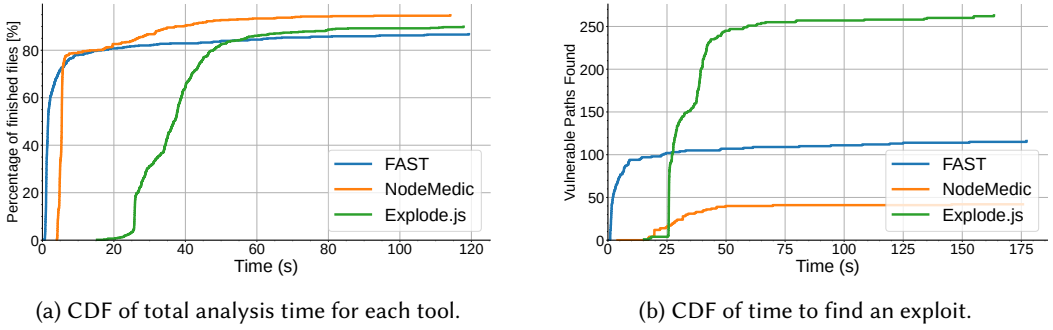 Percentage of finished files [%]
80
60
40
20
0
0 20 40 60 80 100 120
Time (s)
FAST
NodeMedic
Explode.js
(a) CDF of total analysis time for each tool.
Vulnerable Paths Found
250
200
150
100
50
0
0 25 50 75 100 125 150 175
Time (s)
FAST
NodeMedic
Explode.js
(b) CDF of time to find an exploit.